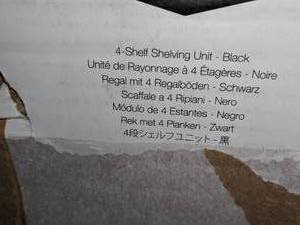 4-Shelf Shelving Unit - Black
Unité de Rayonnage à 4 Étagères - Noire
Regal mit 4 Regalböden - Schwarz
Scaffale a 4 Ripiani - Nero
Módulo de 4 Estantes - Negro
Rek met 4 Planken - Zwart
4段シェルフユニット - 黒